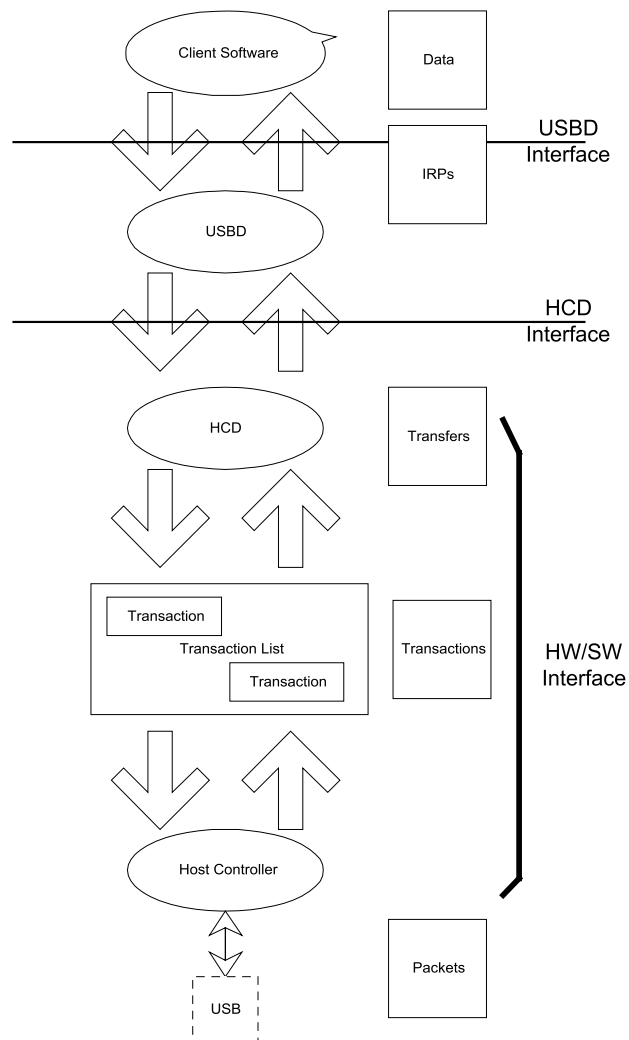 Client Software
Data
USBD
Interface
IRPs
USBD
HCD
Interface
HCD
Transfers
Transaction
Transaction List
Transaction
Transactions
HW/SW
Interface
Host Controller
Packets
USB